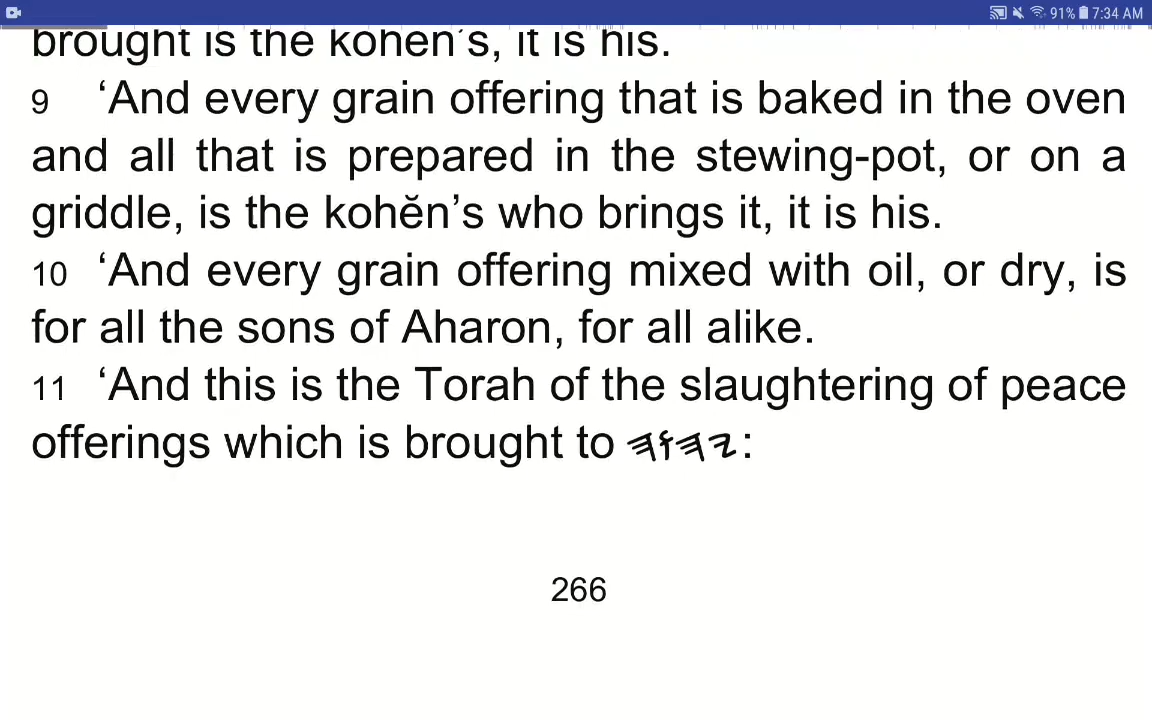 91% 7:34 AM
brought is the kohĕn’s, it is his.
9 ‘And every grain offering that is baked in the oven
and all that is prepared in the stewing-pot, or on a
griddle, is the kohĕn’s who brings it, it is his.
10 ‘And every grain offering mixed with oil, or dry, is
for all the sons of Aharon, for all alike.
11 ‘And this is the Torah of the slaughtering of peace
offerings which is brought to 𐤉𐤄𐤅𐤄:
266